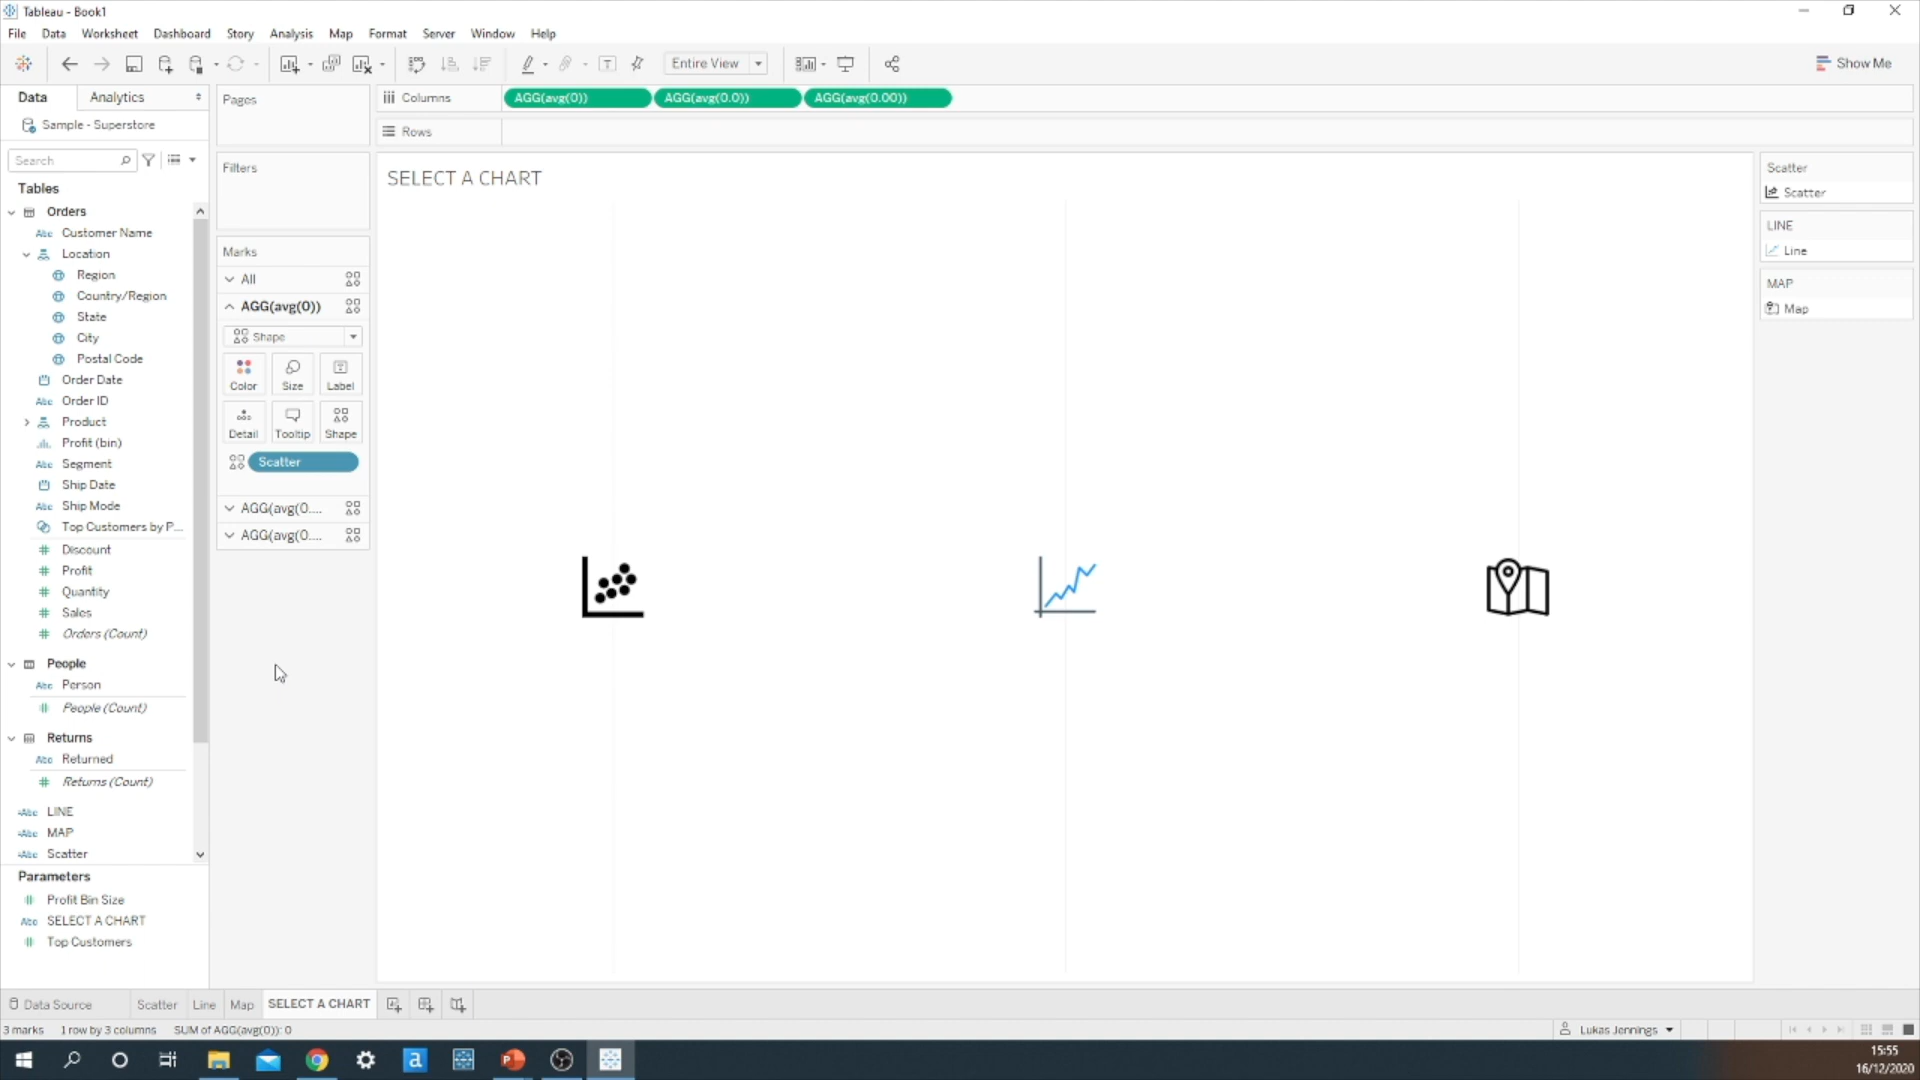 Tableau - Book1
File Data Worksheet Dashboard Story Analysis Map Format Server Window Help
Entire View
Show Me
Data Analytics
Sample - Superstore
Search
Tables
Orders
Customer Name
Location
Region
Country/Region
State
City
Postal Code
Order Date
Order ID
Product
Profit (bin)
Segment
Ship Date
Ship Mode
Top Customers by P...
Discount
Profit
Quantity
Sales
Orders (Count)
People
Person
People (Count)
Returns
Returned
Returns (Count)
LINE
MAP
Scatter
Parameters
Profit Bin Size
SELECT A CHART
Top Customers
Pages
Filters
Marks
All
AGG(avg(0))
Shape
Color Size Label
Detail Tooltip Shape
Scatter
AGG(avg(0....
AGG(avg(0....
Columns AGG(avg(0)) AGG(avg(0.0)) AGG(avg(0.00))
Rows
SELECT A CHART
Scatter
Scatter
LINE
Line
MAP
Map
Data Source Scatter Line Map SELECT A CHART
3 marks 1 row by 3 columns SUM of AGG(avg(0)): 0
Lukas Jennings
15:55
16/12/2020